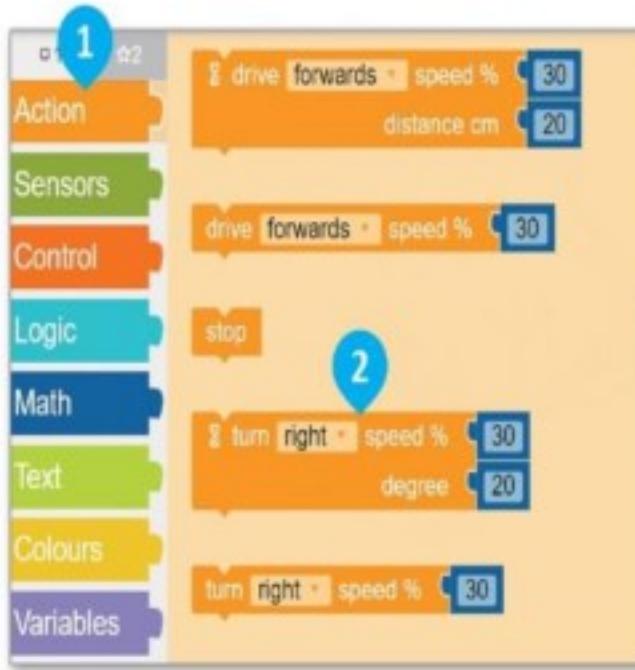 1
☆2
Action
Sensors
Control
Logic
Math
Text
Colours
Variables
drive forwards speed % 30
distance cm 20
drive forwards speed % 30
stop
2
turn right speed % 30
degree 20
turn right speed % 30